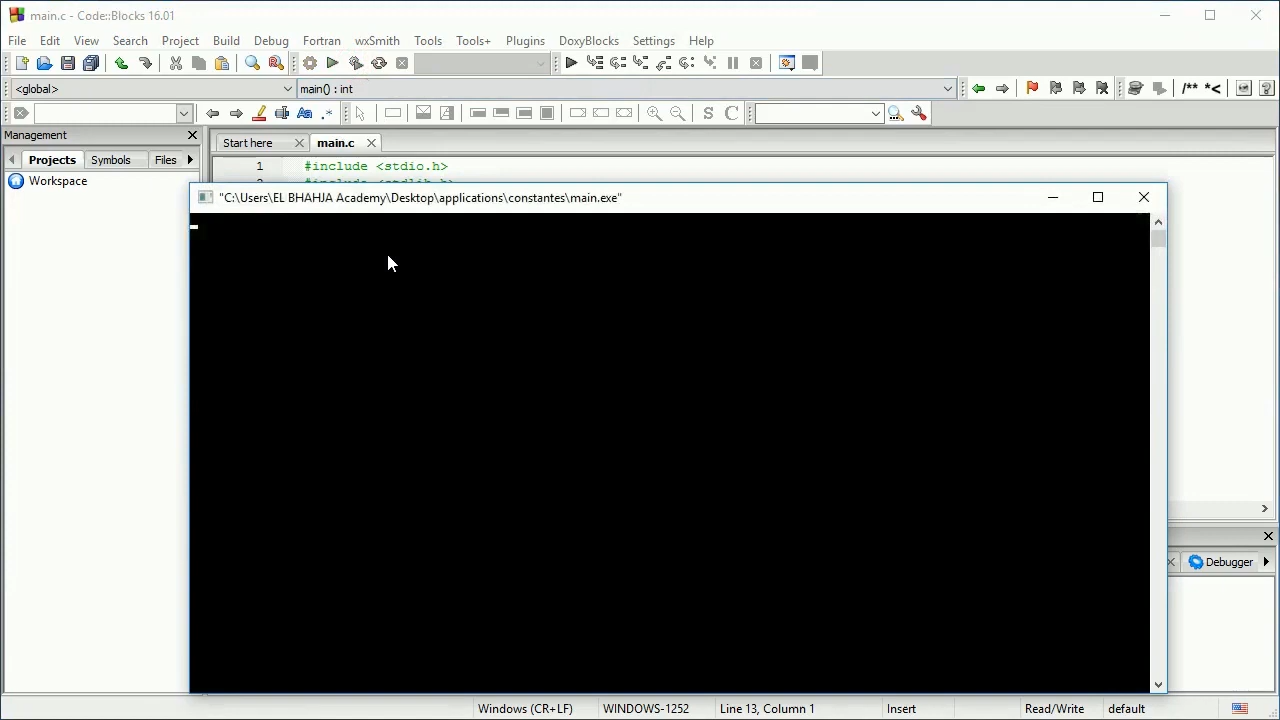 main.c - Code::Blocks 16.01
File Edit View Search Project Build Debug Fortran wxSmith Tools Tools+ Plugins DoxyBlocks Settings Help
<global> main() : int /** *<
Aa .* S C
Management
Start here main.c
Projects Symbols Files
1 #include <stdio.h>
Workspace
"C:\Users\EL BHAHJA Academy\Desktop\applications\constantes\main.exe"
Debugger
Windows (CR+LF) WINDOWS-1252 Line 13, Column 1 Insert Read/Write default